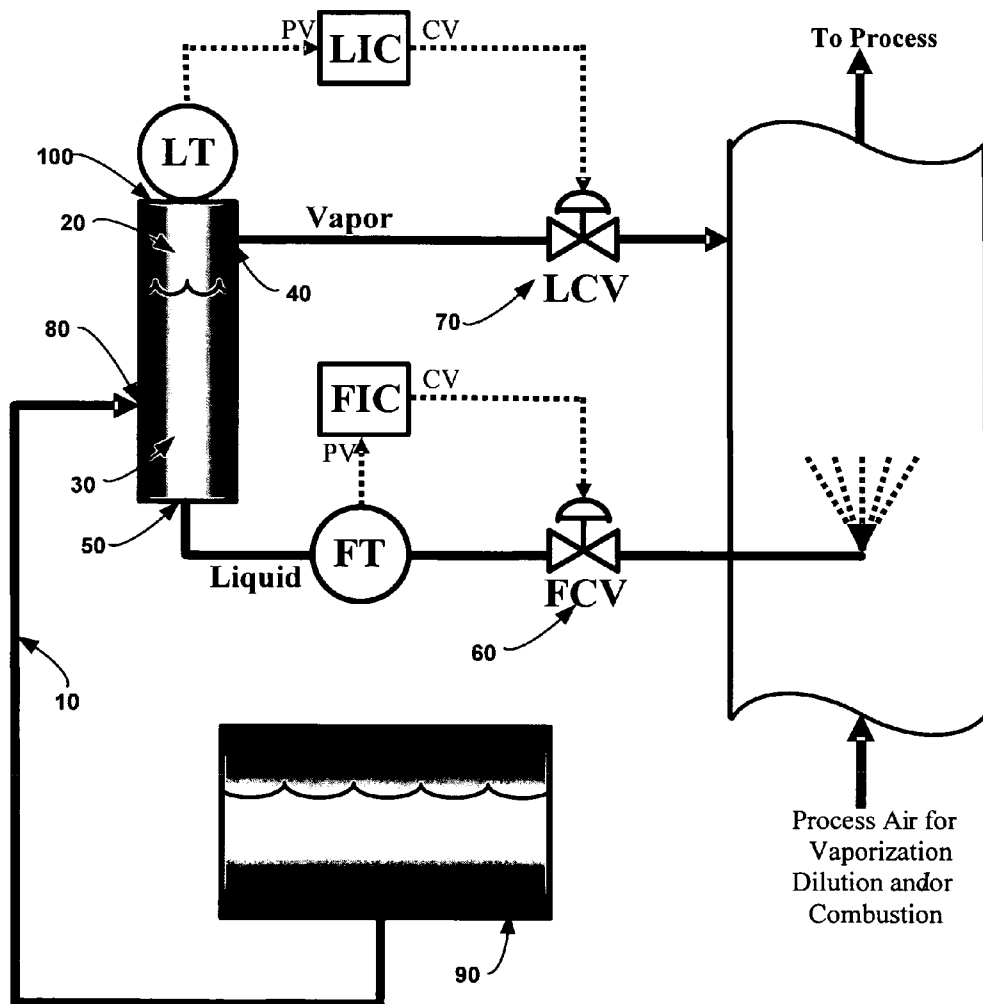 PV
LIC
CV
To Process
LT
100
20
Vapor
40
LCV
70
80
FIC
CV
PV
30
50
FT
Liquid
FCV
60
10
90
Process Air for
Vaporization
Dilution and/or
Combustion